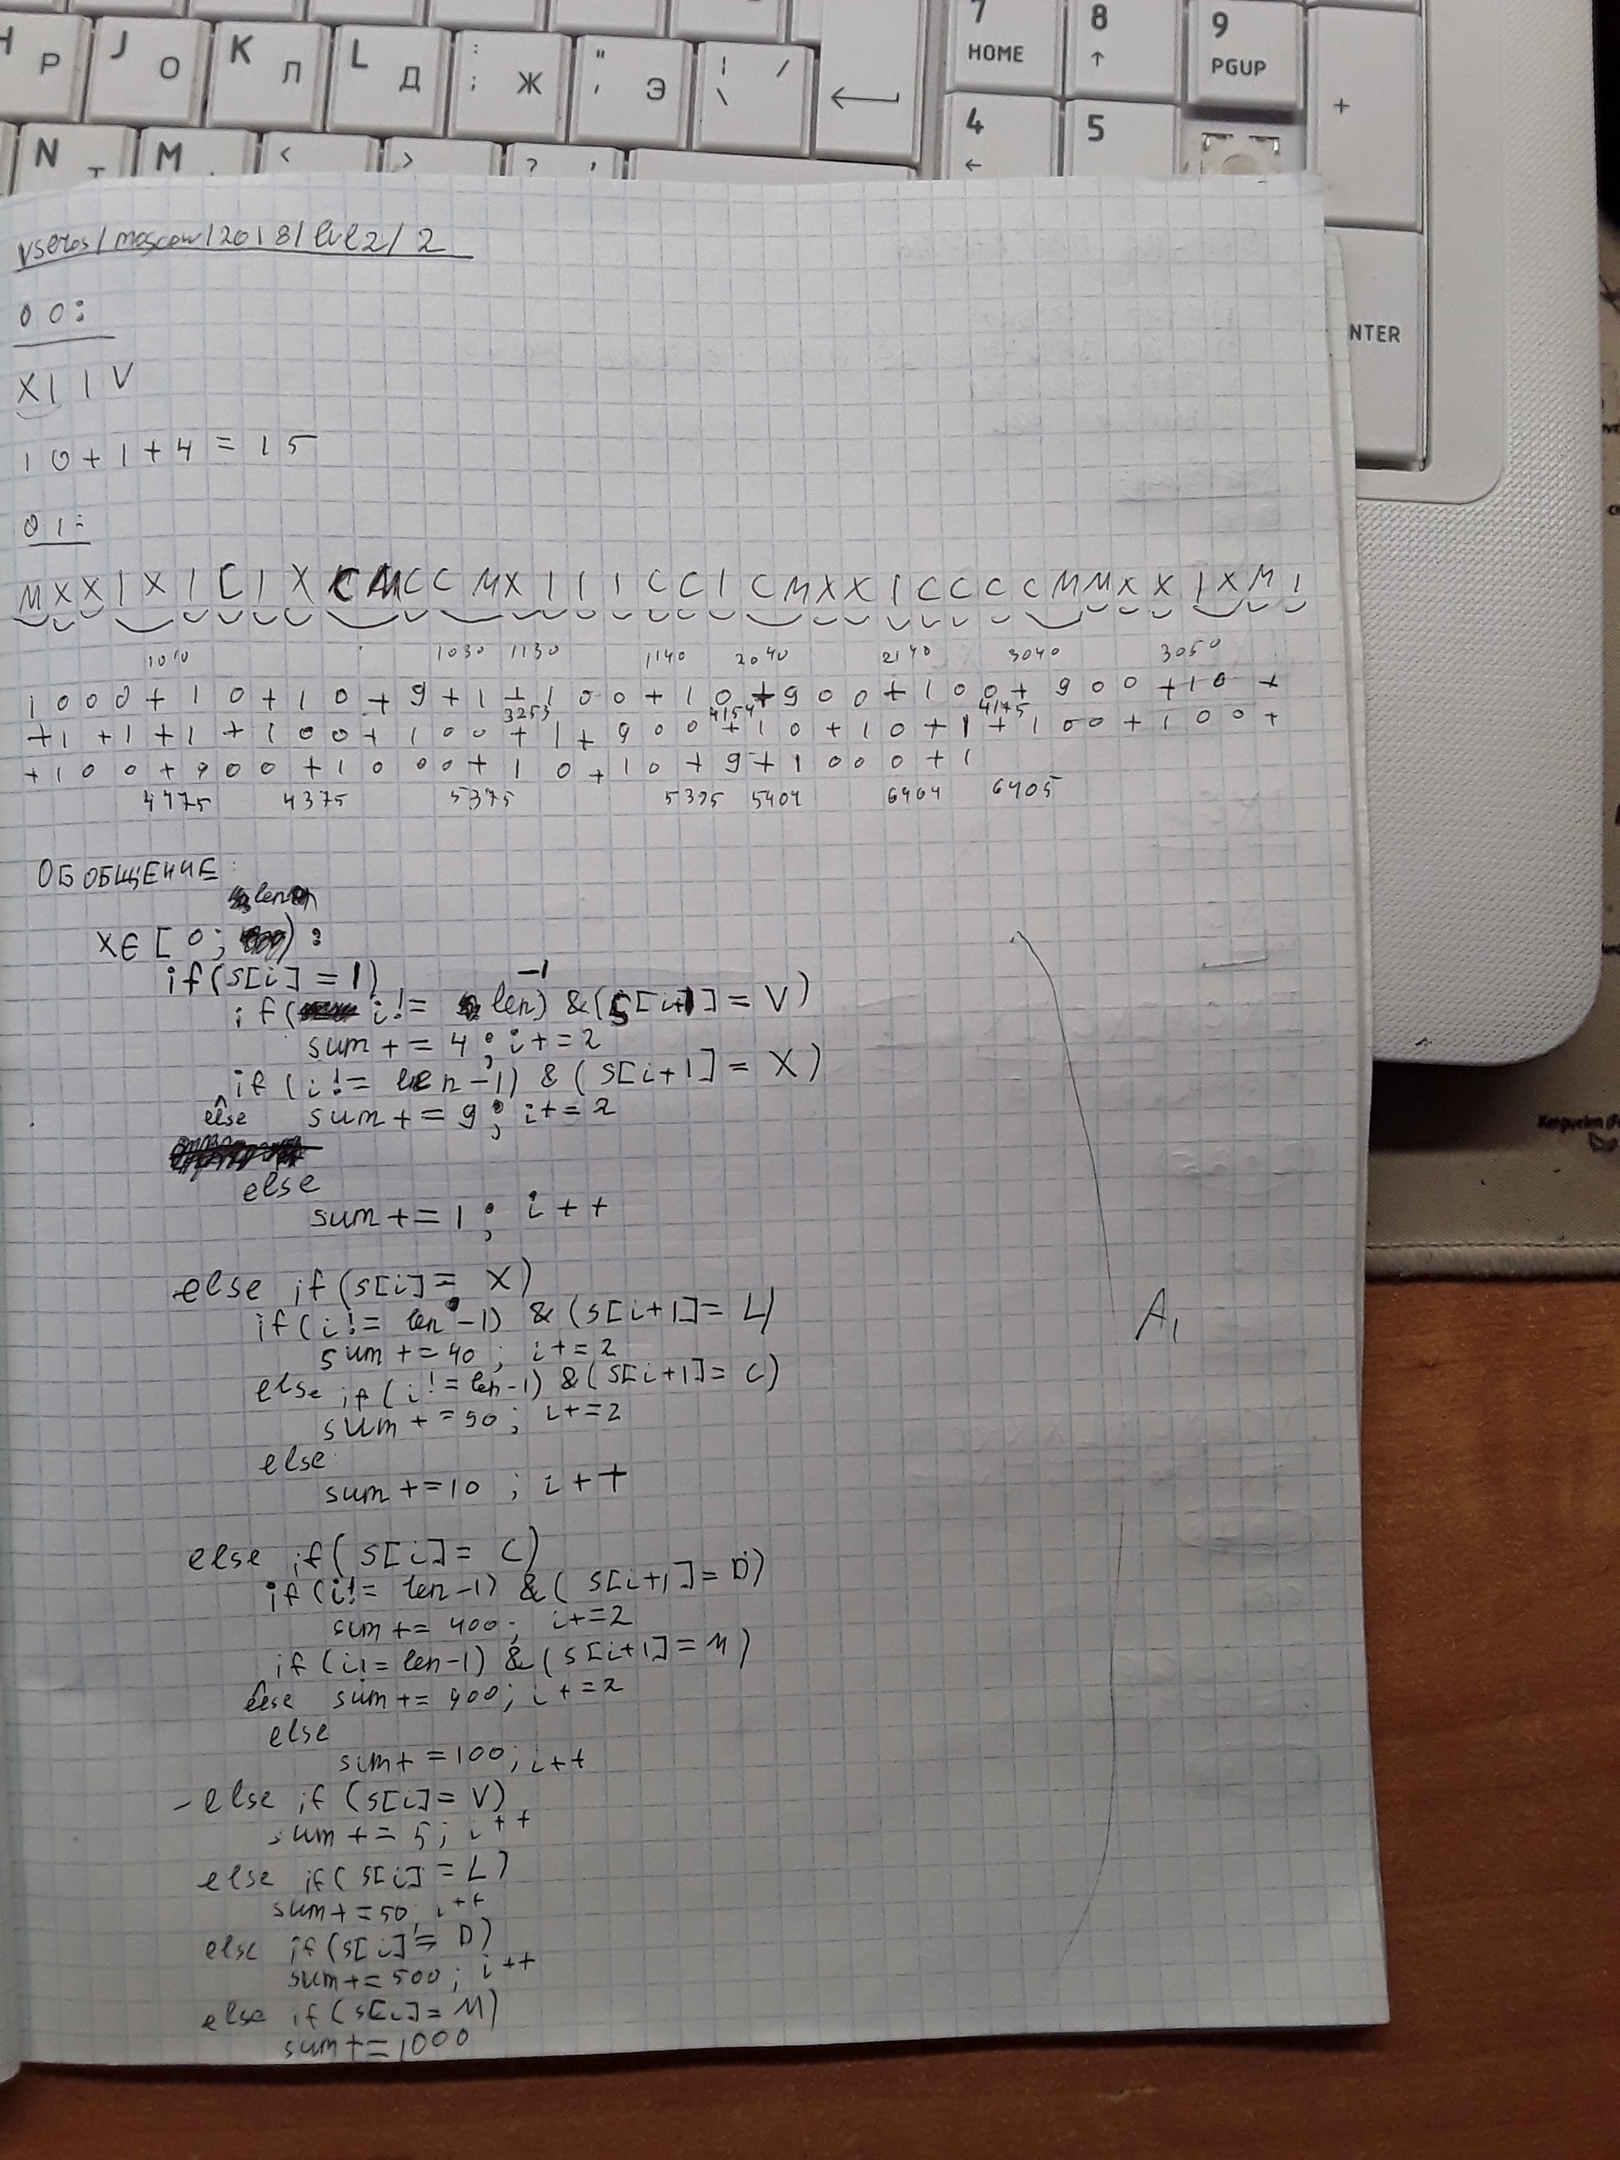 Н Р J О K Л L Д : ; Ж " ' Э | / \
7 HOME 8 ↑ 9 PGUP
4 ← 5 +
N Т M < > ? ,
NTER
vseros/moscow/2018/lvl2/2
00:
XIIV
10+1+4=15
01:
MXXIXICIXCMCCMXIIICCICMXXICCCCMMXXIXMI
1010 1030 1130 1140 2040 2140 3040 3050
1000+10+10+9+1+100+10+900+100+900+10+
3253 4154 4175
+1+1+1+100+100+1+900+10+10+1+100+100+
+100+900+1000+10+10+9+1000+1
4475 4375 5375 5395 5404 6404 6405
ОБОБЩЕНИЕ:
len
X∈[0; ):
if(s[i]=1)
-1
if(i!= len) &(s[i+1]=V)
sum+=4; i+=2
if(i!= len-1) & (s[i+1]=X)
else sum+=9; i+=2
else
sum+=1; i++
else if(s[i]= X)
if(i!= len-1) & (s[i+1]=L)
sum+=40; i+=2
else if(i!=len-1) &(s[i+1]=C)
sum+=90; i+=2
else
sum+=10; i++
A1
else if(s[i]= C)
if(i!= len-1) &(s[i+1]=D)
sum+=400; i+=2
if(i!=len-1) &(s[i+1]=M)
else sum+=900; i+=2
else
sum+=100; i++
-else if (s[i]=V)
sum+=5; i++
else if(s[i]=L)
sum+=50; i++
else if(s[i]=D)
sum+=500; i++
else if(s[i]=M)
sum+=1000